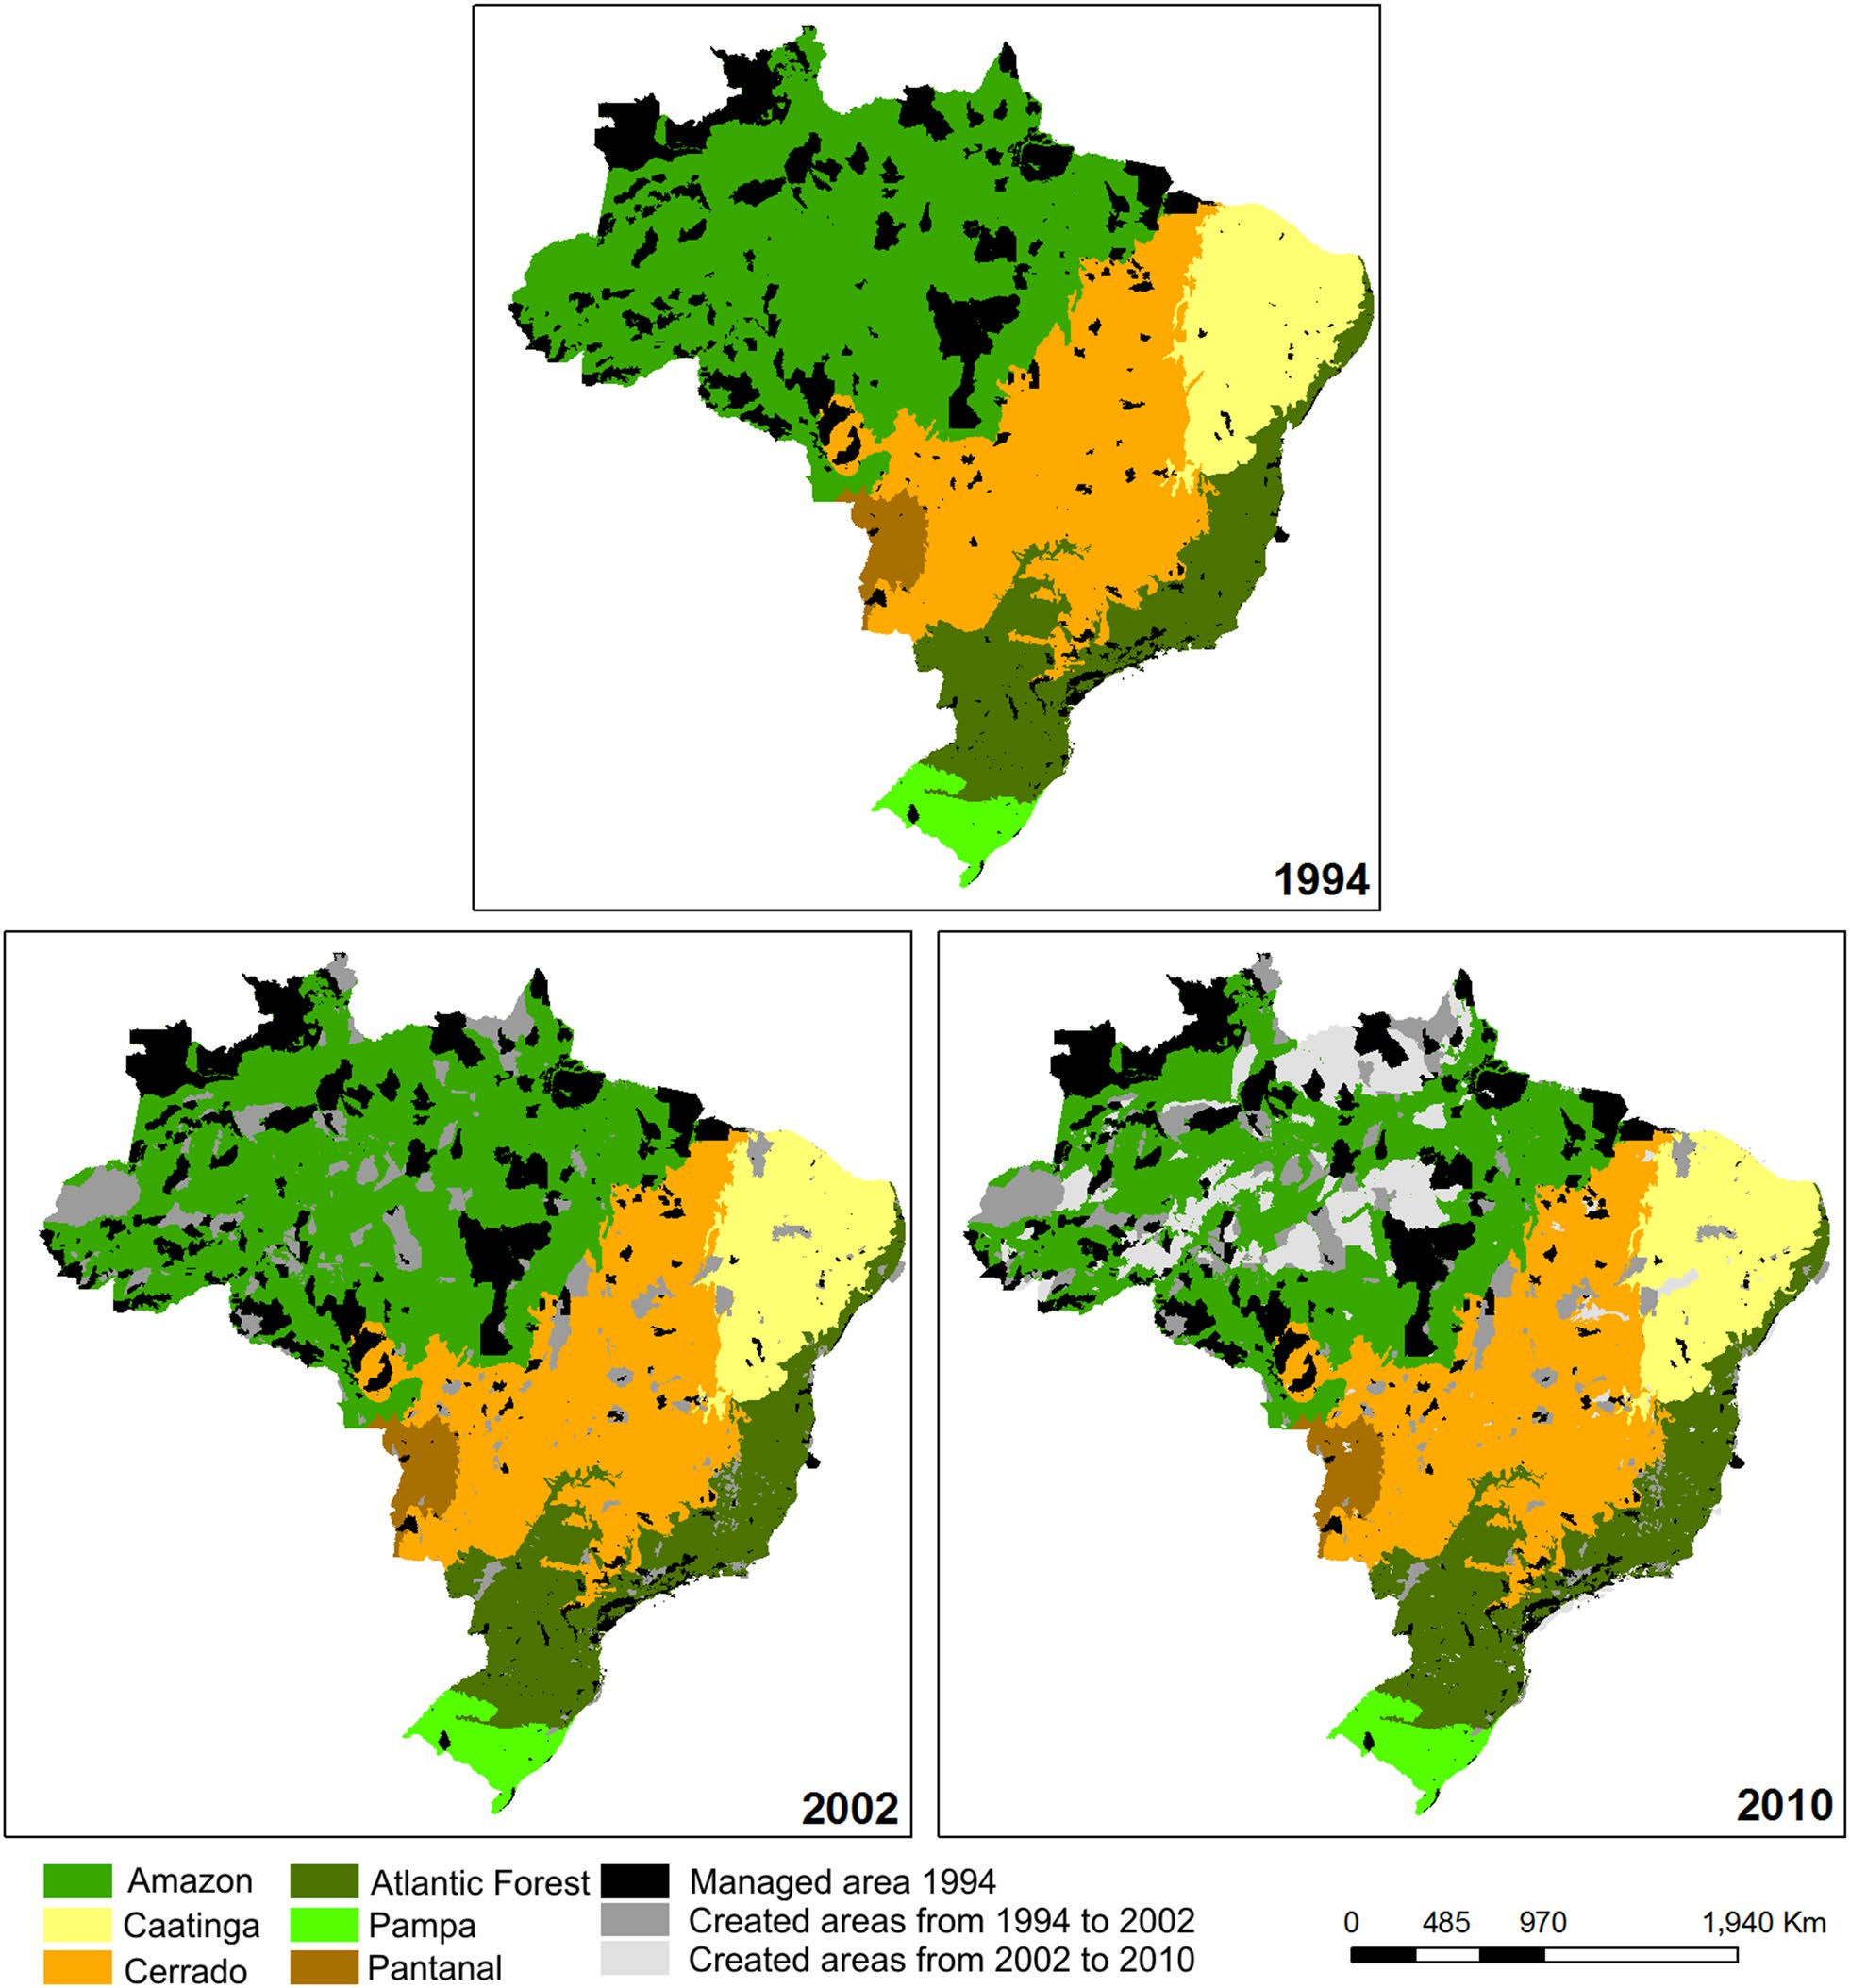 1994
2002
2010
Amazon
Atlantic Forest
Managed area 1994
Caatinga
Pampa
Created areas from 1994 to 2002
Cerrado
Pantanal
Created areas from 2002 to 2010
0 485 970 1,940 Km